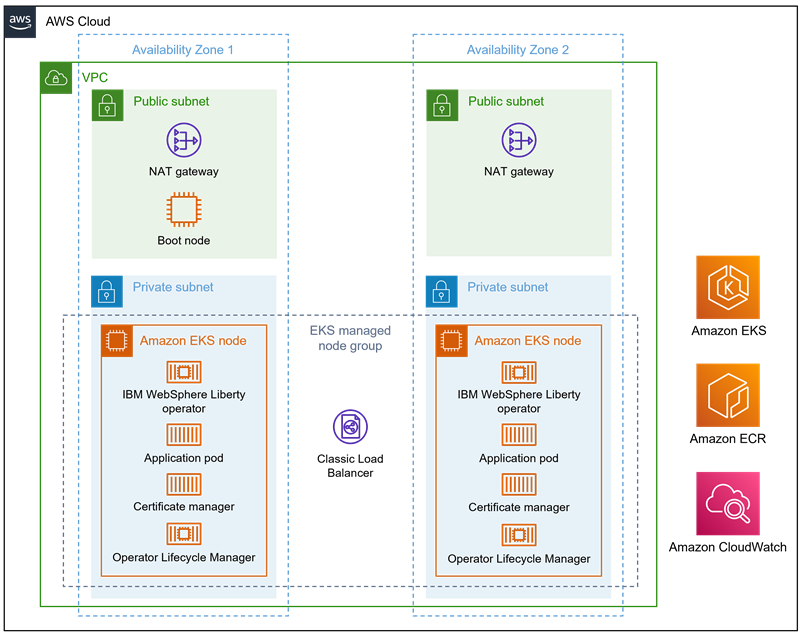 aws
AWS Cloud
Availability Zone 1
Availability Zone 2
VPC
Public subnet
NAT gateway
Boot node
Public subnet
NAT gateway
Private subnet
Private subnet
EKS managed
node group
Amazon EKS node
IBM WebSphere Liberty
operator
Application pod
Certificate manager
Operator Lifecycle Manager
Classic Load
Balancer
Amazon EKS node
IBM WebSphere Liberty
operator
Application pod
Certificate manager
Operator Lifecycle Manager
K
Amazon EKS
Amazon ECR
Amazon CloudWatch